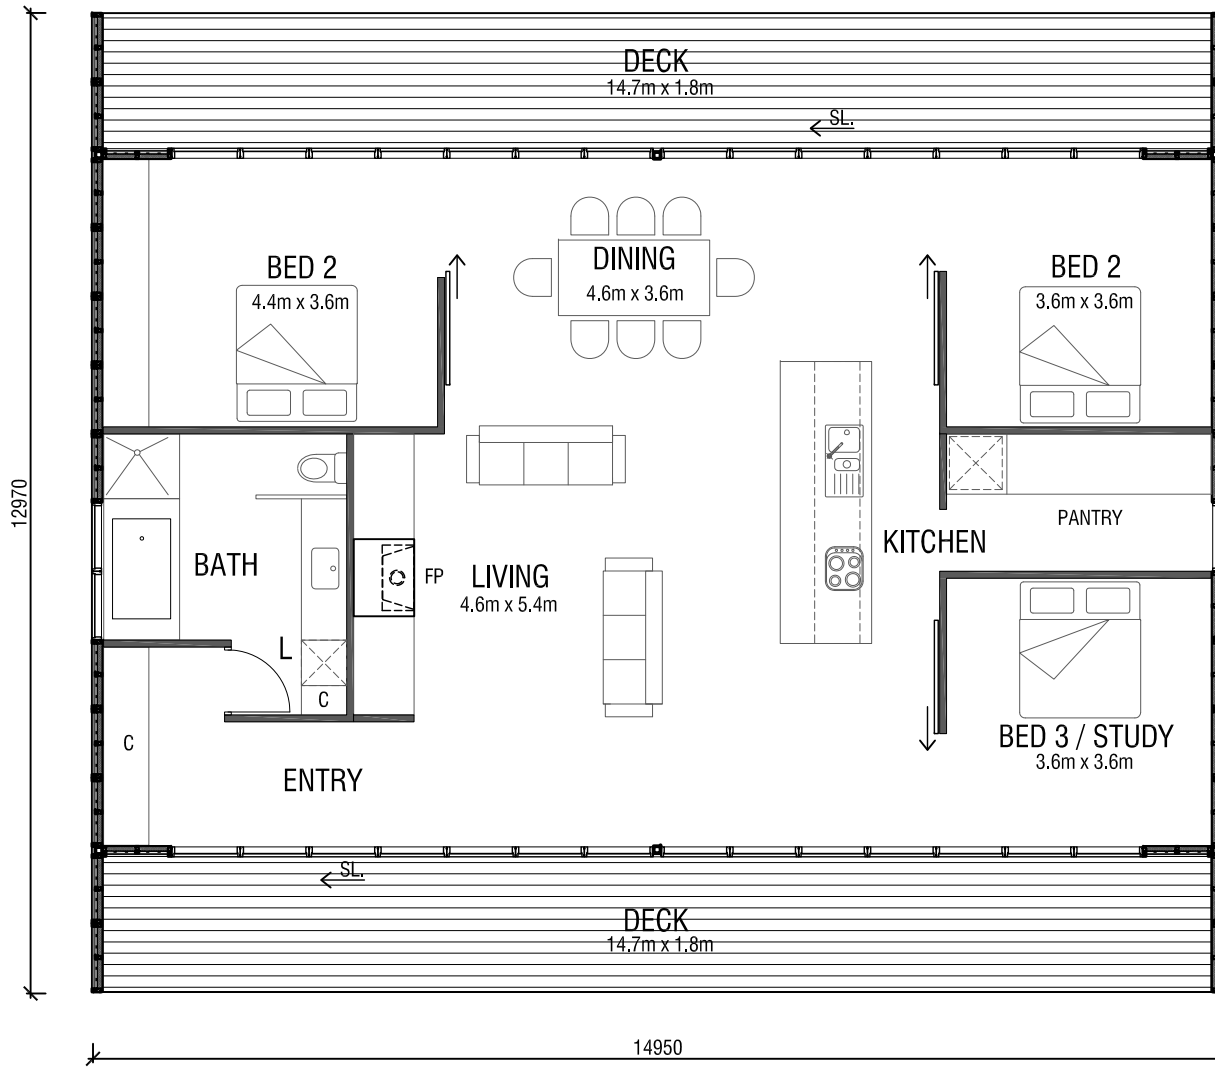 DECK
14.7m x 1.8m
SL.
BED 2
4.4m x 3.6m
DINING
4.6m x 3.6m
BED 2
3.6m x 3.6m
12970
PANTRY
KITCHEN
BATH
FP
LIVING
4.6m x 5.4m
L
C
C
BED 3 / STUDY
3.6m x 3.6m
ENTRY
SL.
DECK
14.7m x 1.8m
14950